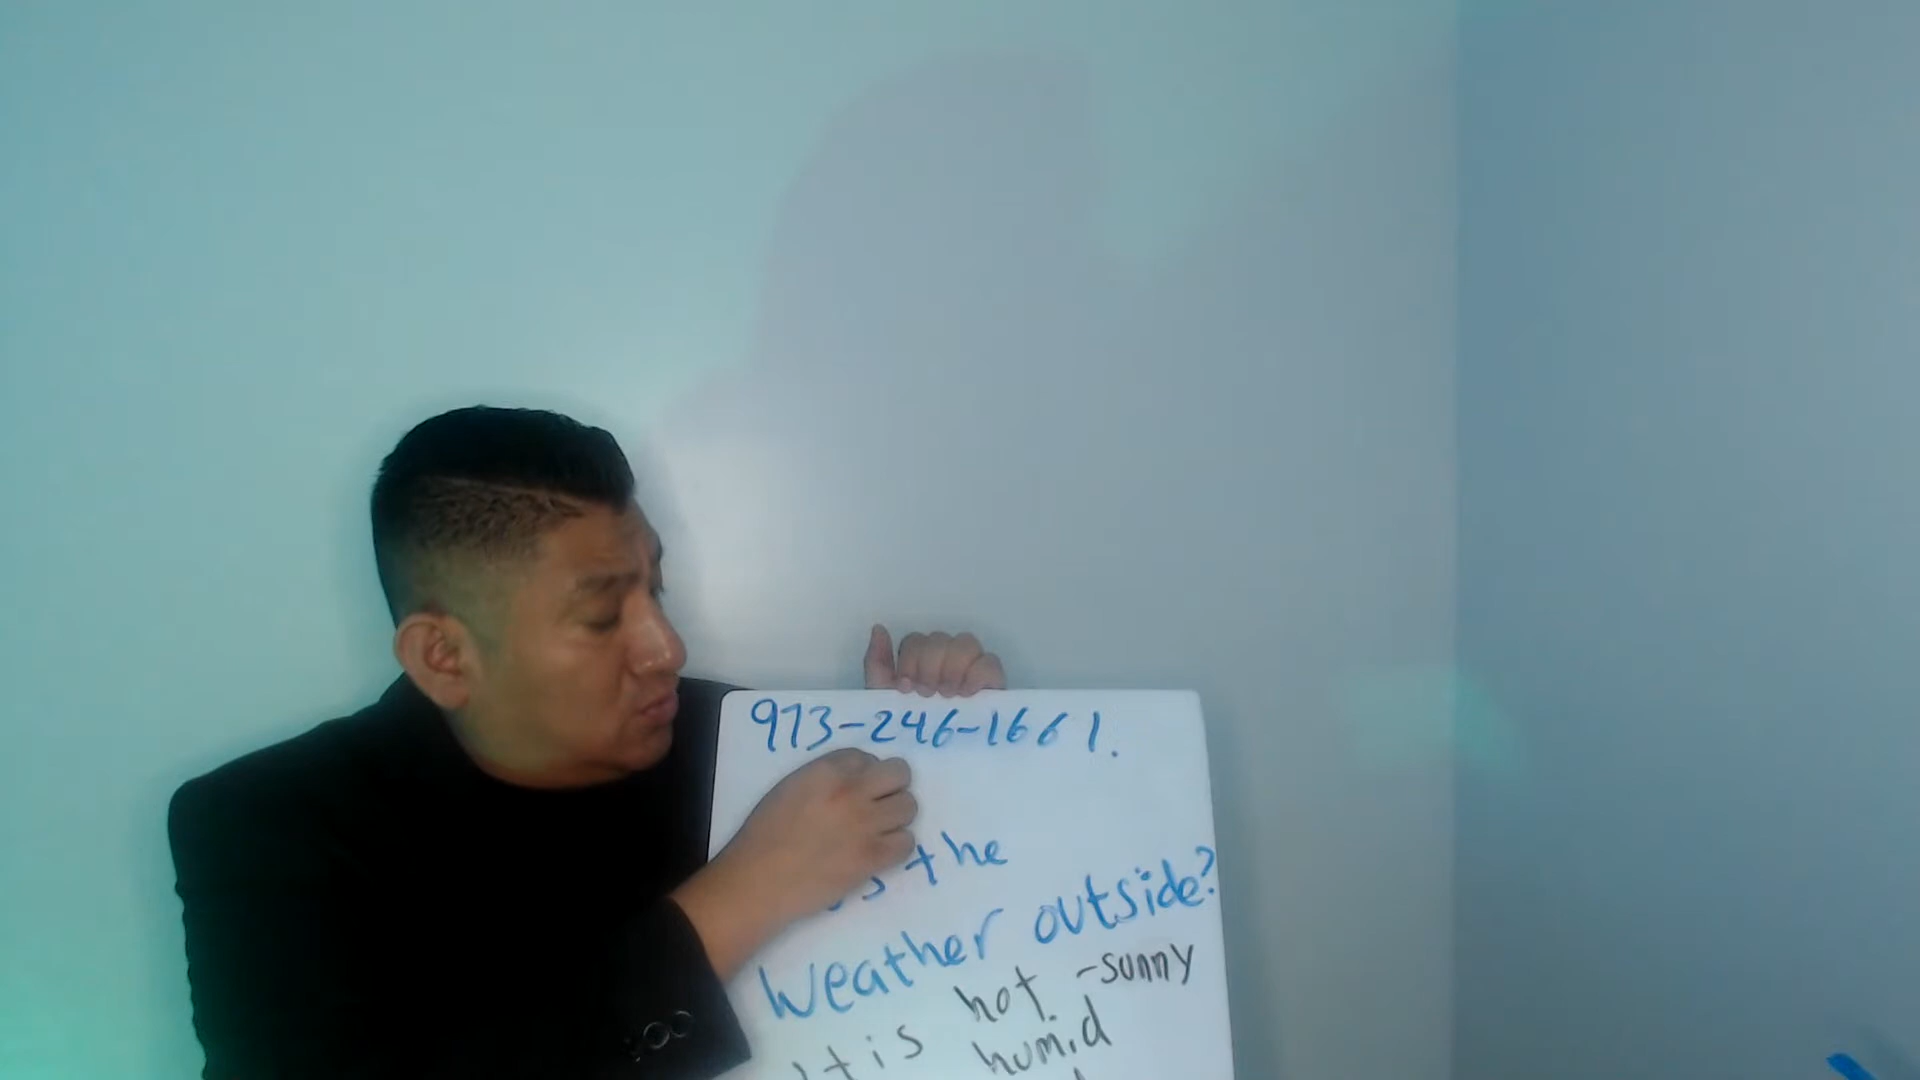 973-246-1661.
the
weather outside?
It is hot. -sunny
humid